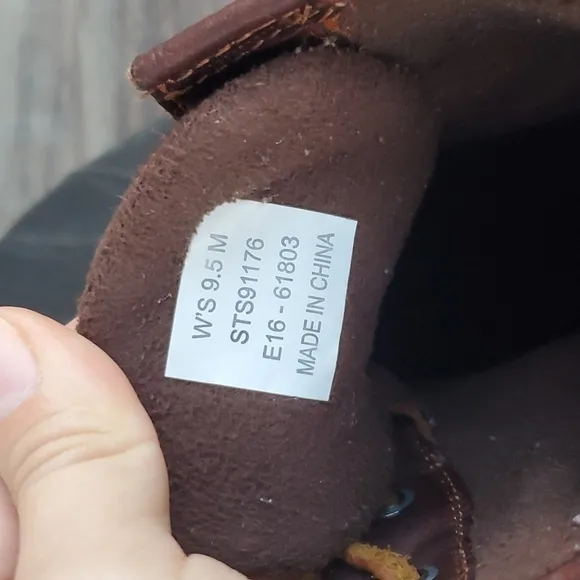 W'S 9.5 M
STS91176
E16 - 61803
MADE IN CHINA